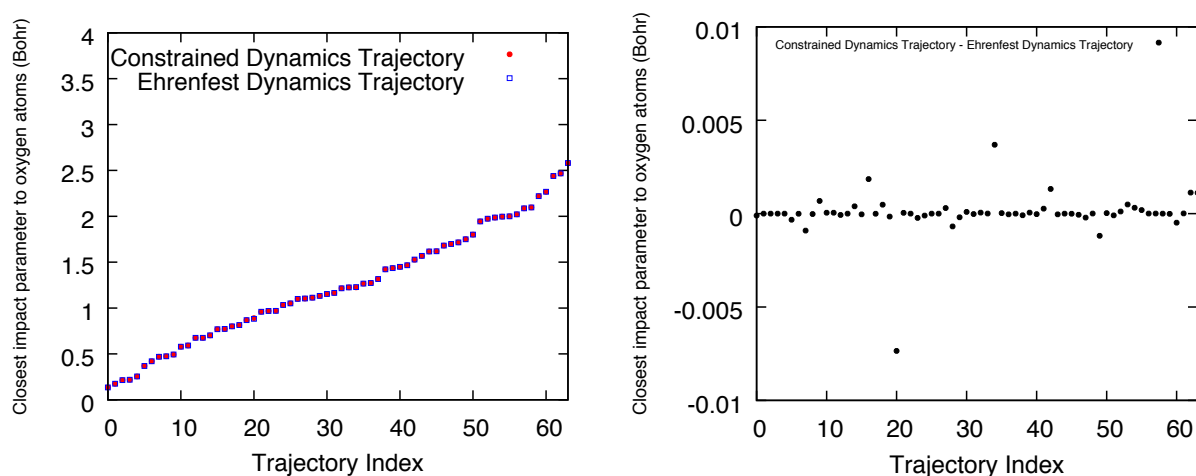 Closest impact parameter to oxygen atoms (Bohr)
4
3.5
3
2.5
2
1.5
1
0.5
0
Constrained Dynamics Trajectory
Ehrenfest Dynamics Trajectory
0 10 20 30 40 50 60
Trajectory Index
Closest impact parameter to oxygen atoms (Bohr)
0.01
0.005
0
-0.005
-0.01
Constrained Dynamics Trajectory - Ehrenfest Dynamics Trajectory
0 10 20 30 40 50 60
Trajectory Index